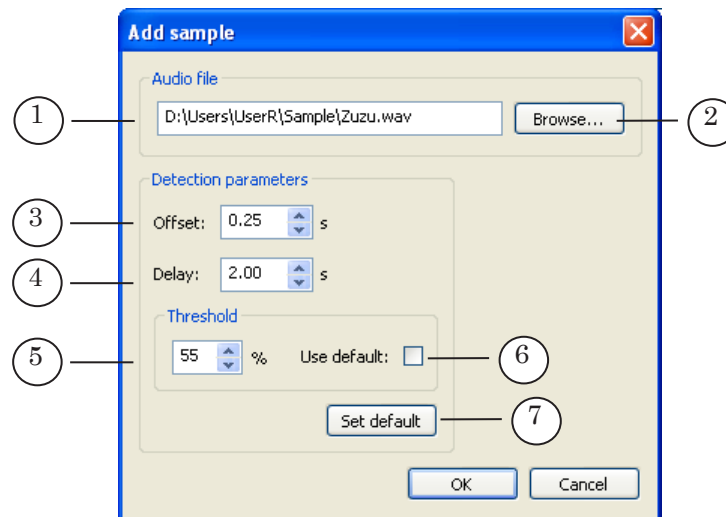 Add sample
Audio file
1
D:\Users\UserR\Sample\Zuzu.wav
Browse...
2
Detection parameters
3
Offset: 0.25 s
4
Delay: 2.00 s
Threshold
5
55 %
Use default:
6
Set default
7
OK
Cancel